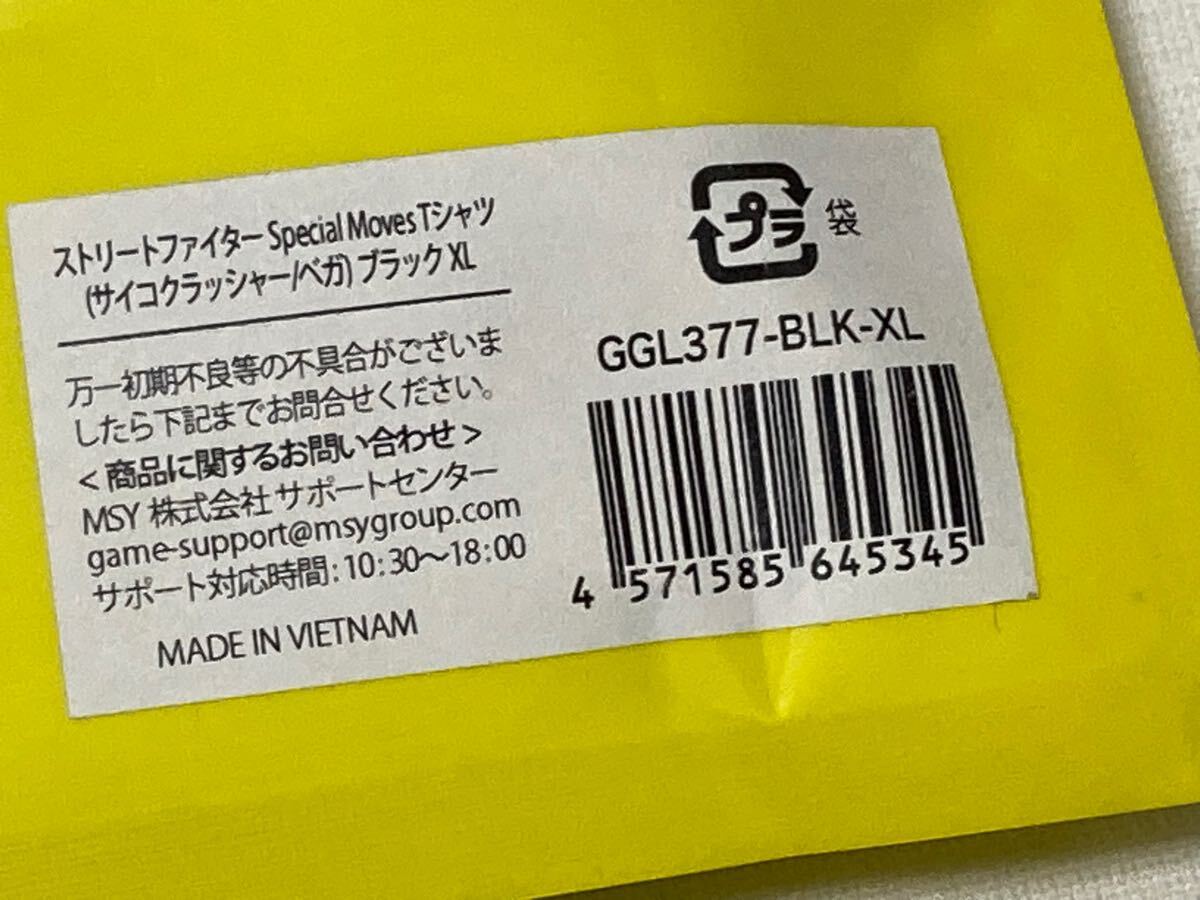 ストリートファイター Special Moves Tシャツ
(サイコクラッシャー/ベガ) ブラック XL
万一初期不良等の不具合がございま
したら下記までお問合せください。
<商品に関するお問い合わせ>
MSY 株式会社 サポートセンター
game-support@msygroup.com
サポート対応時間:10:30〜18:00
MADE IN VIETNAM
プラ 袋
GGL377-BLK-XL
4 571585 645345